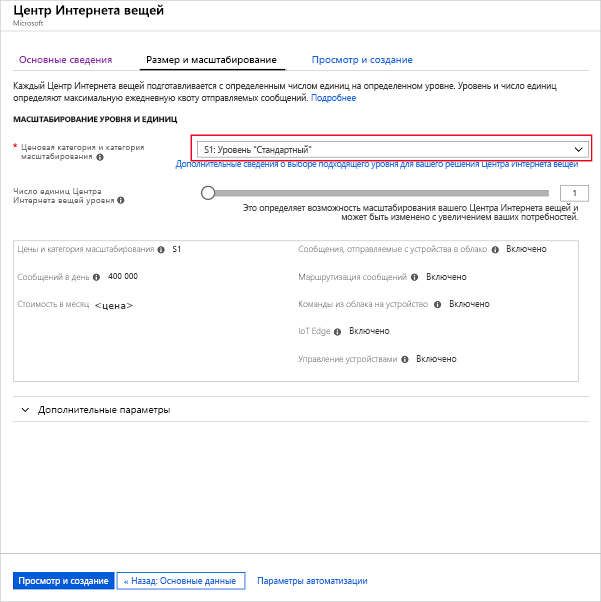 Центр Интернета вещей
Microsoft
Основные сведения
Размер и масштабирование
Просмотр и создание
Каждый Центр Интернета вещей подготавливается с определенным числом единиц на определенном уровне. Уровень и число единиц
определяют максимальную ежедневную квоту отправляемых сообщений. Подробнее
МАСШТАБИРОВАНИЕ УРОВНЯ И ЕДИНИЦ
* Ценовая категория и категория
масштабирования
S1: Уровень "Стандартный"
Дополнительные сведения о выборе подходящего уровня для вашего решения Центра Интернета вещей
Число единиц Центра
Интернета вещей уровня
1
Это определяет возможность масштабирования вашего Центра Интернета вещей и
может быть изменено с увеличением ваших потребностей.
Цены и категория масштабирования S1
Сообщений в день 400 000
Стоимость в месяц <цена>
Сообщения, отправляемые с устройства в облако Включено
Маршрутизация сообщений Включено
Команды из облака на устройство Включено
IoT Edge Включено
Управление устройствами Включено
Дополнительные параметры
Просмотр и создание
« Назад: Основные данные
Параметры автоматизации